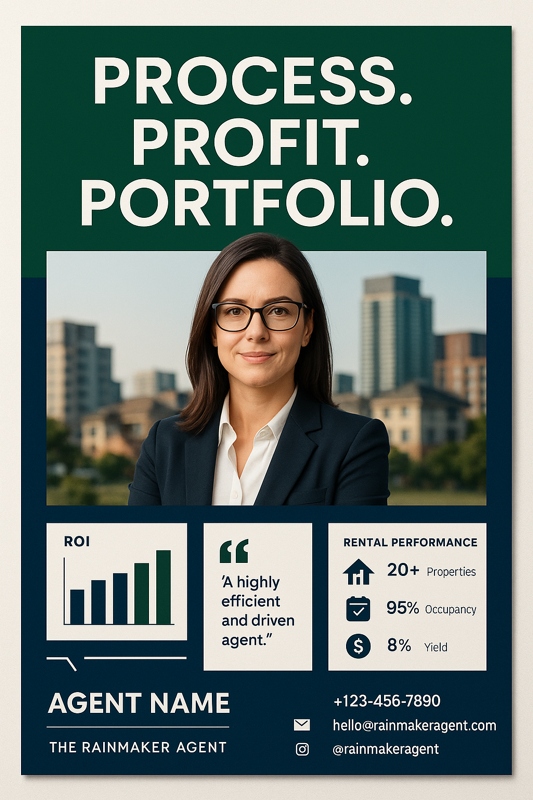 PROCESS.
PROFIT.
PORTFOLIO.
ROI
“
'A highly
efficient
and driven
agent.”
RENTAL PERFORMANCE
20+ Properties
95% Occupancy
$ 8% Yield
AGENT NAME
THE RAINMAKER AGENT
+123-456-7890
hello@rainmakeragent.com
@rainmakeragent